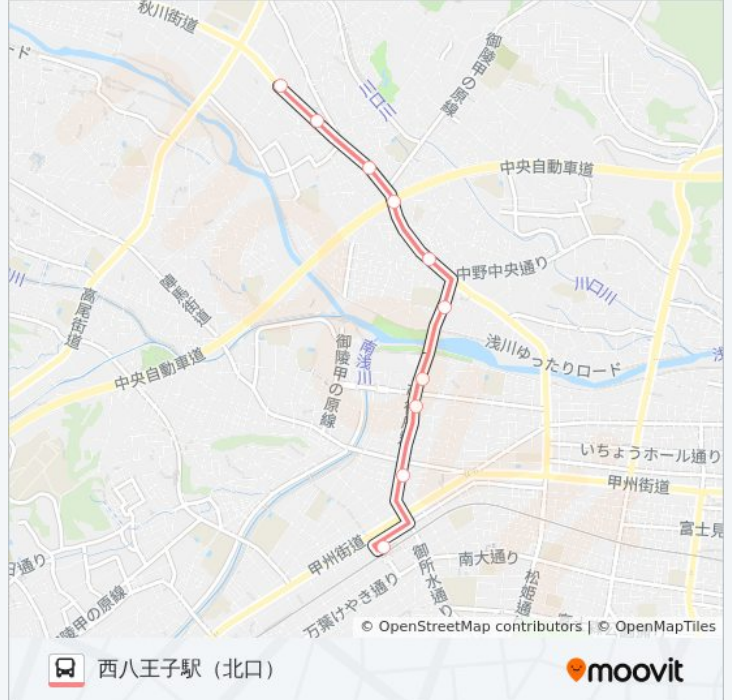 秋川街道
御陵甲の原線
ード
三口三
中央自動車道
中野中央通り
川口川
川
陣馬街道
高尾街道
浅川ゆったりロード
南浅川
御陵甲の原線
中央自動車道
いちょうホール通り
甲州街道
富士見
甲州街道
御所水通り
南大通り
松姫通
万葉けやき通り
陵甲の原線
© OpenStreetMap contributors | © OpenMapTiles
西八王子駅（北口）
moovit